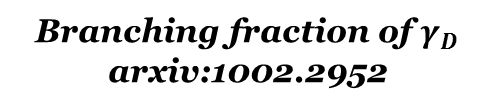 Branching fraction of γ_D
arxiv:1002.2952